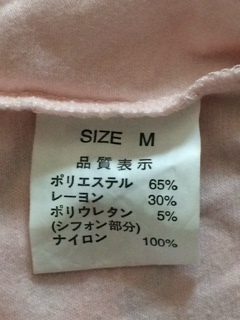 SIZE M
品質表示
ポリエステル 65%
レーヨン 30%
ポリウレタン 5%
(シフォン部分)
ナイロン 100%